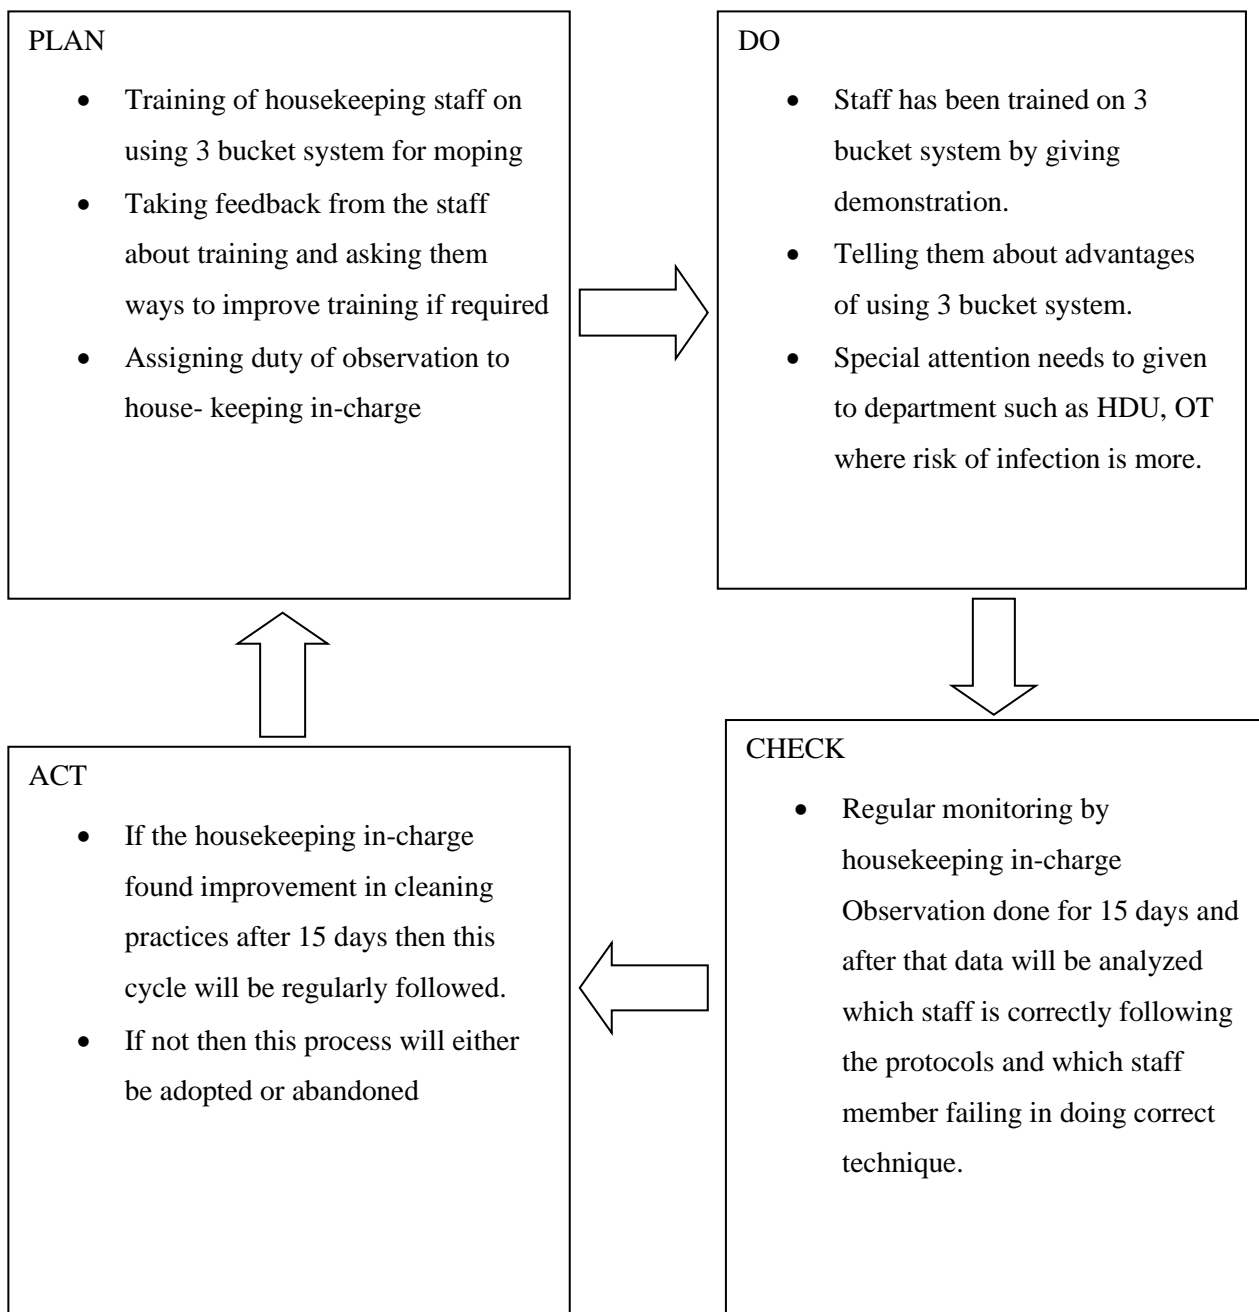 PLAN
• Training of housekeeping staff on
using 3 bucket system for moping
• Taking feedback from the staff
about training and asking them
ways to improve training if required
• Assigning duty of observation to
house- keeping in-charge
DO
• Staff has been trained on 3
bucket system by giving
demonstration.
• Telling them about advantages
of using 3 bucket system.
• Special attention needs to given
to department such as HDU, OT
where risk of infection is more.
CHECK
• Regular monitoring by
housekeeping in-charge
Observation done for 15 days and
after that data will be analyzed
which staff is correctly following
the protocols and which staff
member failing in doing correct
technique.
ACT
• If the housekeeping in-charge
found improvement in cleaning
practices after 15 days then this
cycle will be regularly followed.
• If not then this process will either
be adopted or abandoned